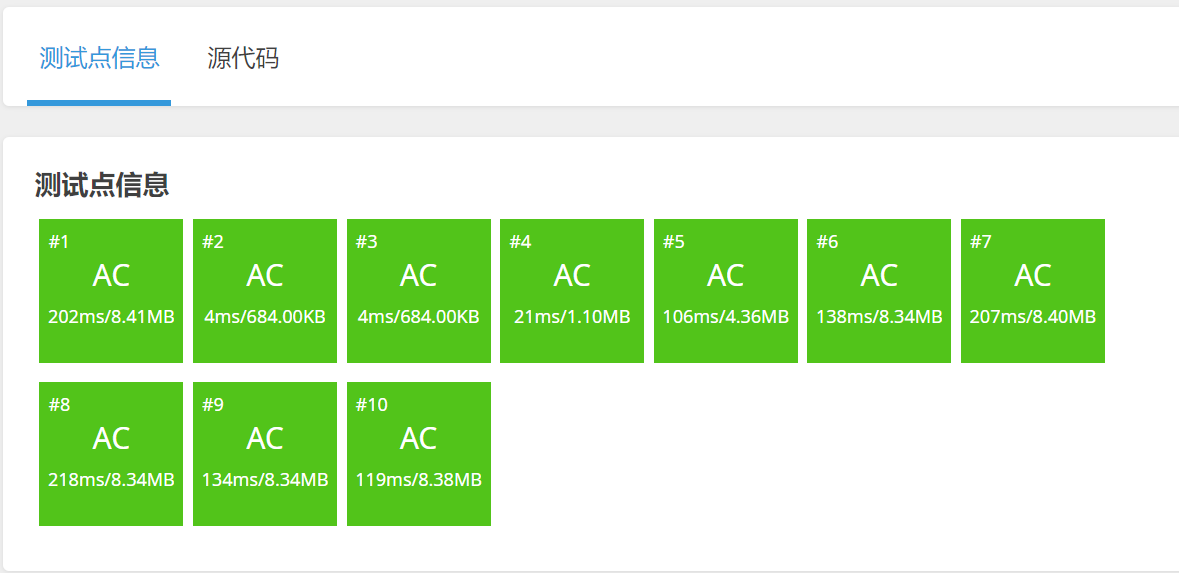 测试点信息 源代码
测试点信息
#1 #2 #3 #4 #5 #6 #7
AC AC AC AC AC AC AC
202ms/8.41MB 4ms/684.00KB 4ms/684.00KB 21ms/1.10MB 106ms/4.36MB 138ms/8.34MB 207ms/8.40MB
#8 #9 #10
AC AC AC
218ms/8.34MB 134ms/8.34MB 119ms/8.38MB